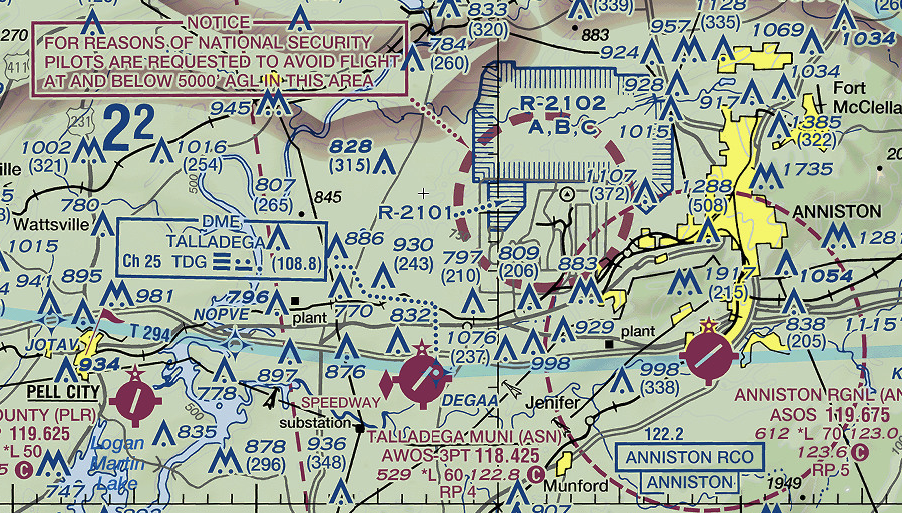 NOTICE
FOR REASONS OF NATIONAL SECURITY
PILOTS ARE REQUESTED TO AVOID FLIGHT
AT AND BELOW 5000' AGL IN THIS AREA
270
411
833
(320)
784
(260)
883
924
957
1128
(335)
1069
1034
(339)
1034
Fort
McClella
928
917
1385
(322)
945
22
231
R-2102
A,B,C
1015
1002
(321)
1016
(254)
828
(315)
500
807
(265)
845
1107
(372)
1735
1288
(508)
ANNISTON
R-2101
780
Wattsville
1015
DME
TALLADEGA
Ch 25 TDG (108.8)
886
930
(243)
797
(210)
809
(206)
883
1281
1054
1917
(215)
941
895
981
796
NOPVE
plant
770
832
1076
(237)
929
plant
838
(205)
1115
T 294
JOTAV
934
PELL CITY
897
876
998
998
(338)
778
500
OUNTY (PLR)
119.625
*L 50
C
Logan
Martin
Lake
747
835
878
(296)
SPEEDWAY
substation
936
(348)
DEGAA
TALLADEGA MUNI (ASN)
AWOS-3PT 118.425
529 *L 60 122.8 C
RP 4
Jenifer
Munford
907
122.2
ANNISTON RCO
ANNISTON
ANNISTON RGNL (AN
ASOS 119.675
612 *L 70 123.0
123.6 C
RP 5
1949